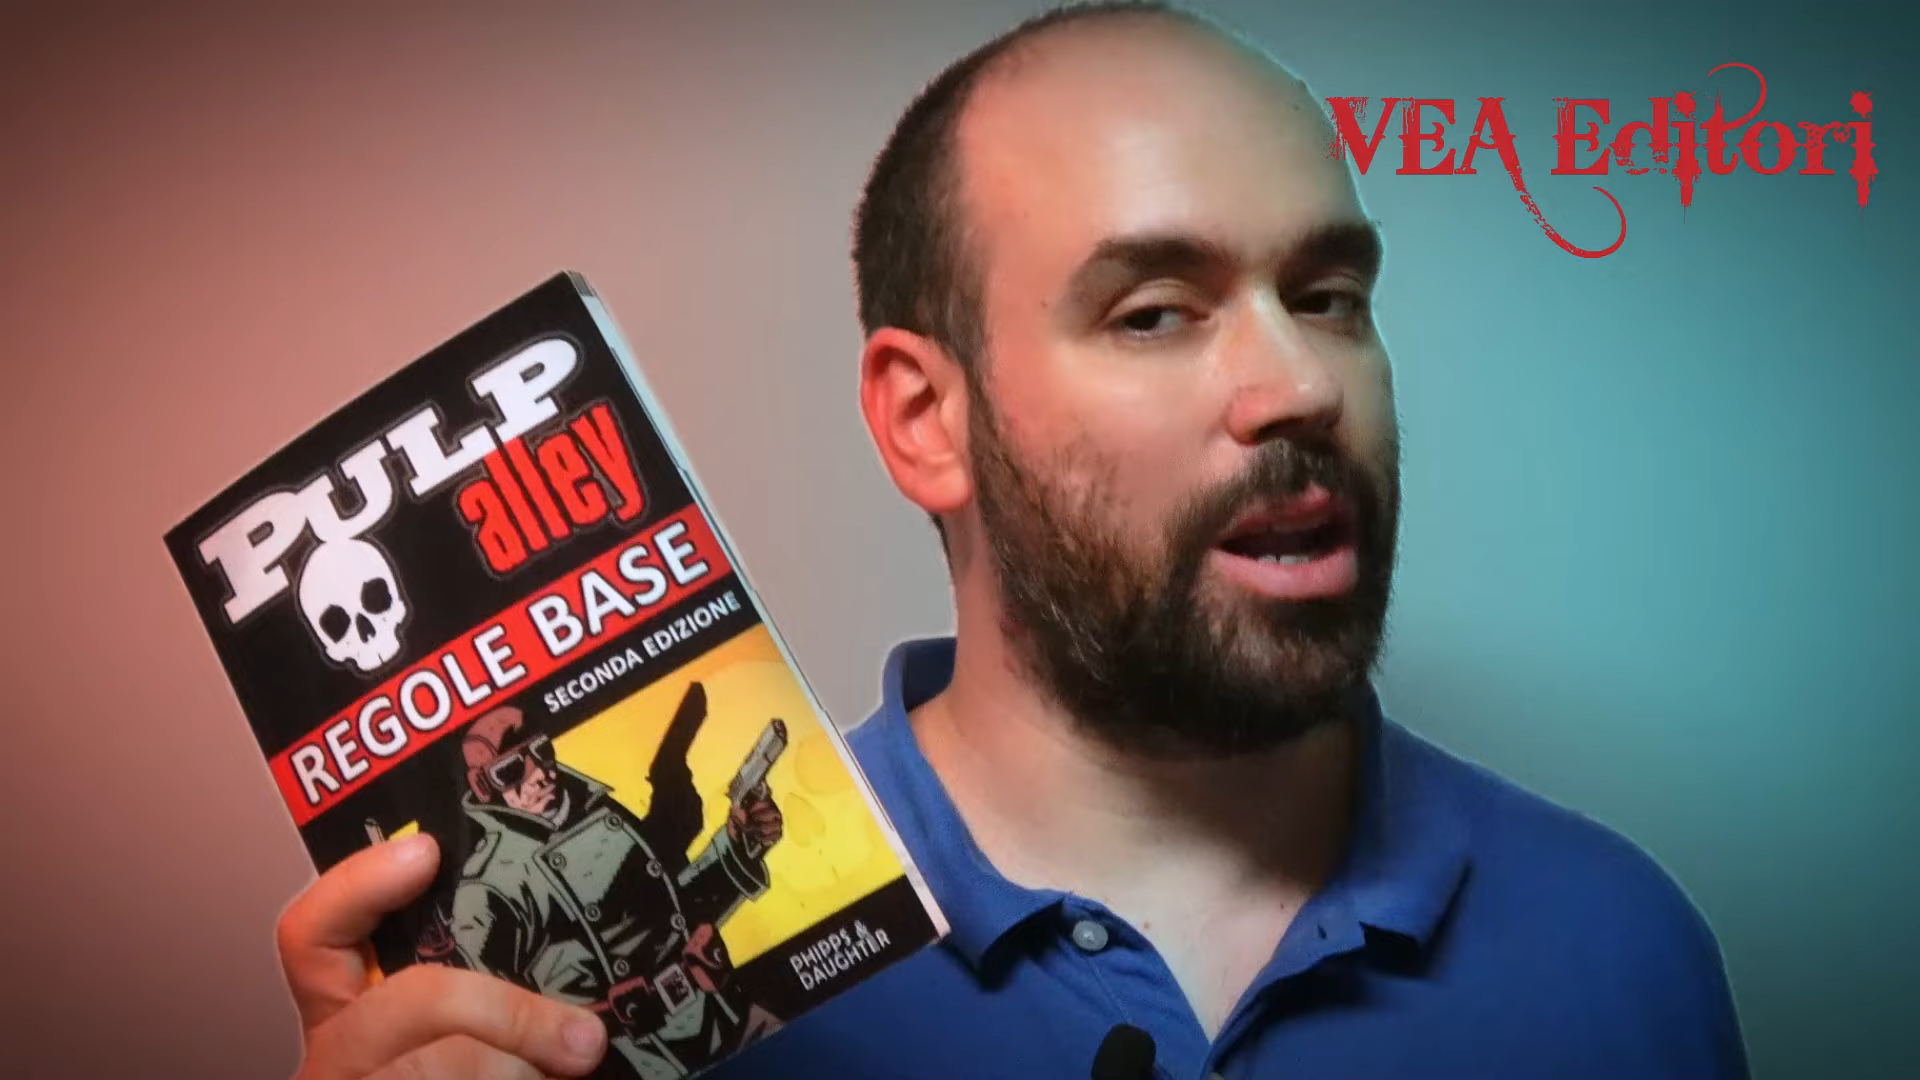 VEA Editori
PULP
alley
REGOLE BASE
SECONDA EDIZIONE
PHIPPS &
DAUGHTER